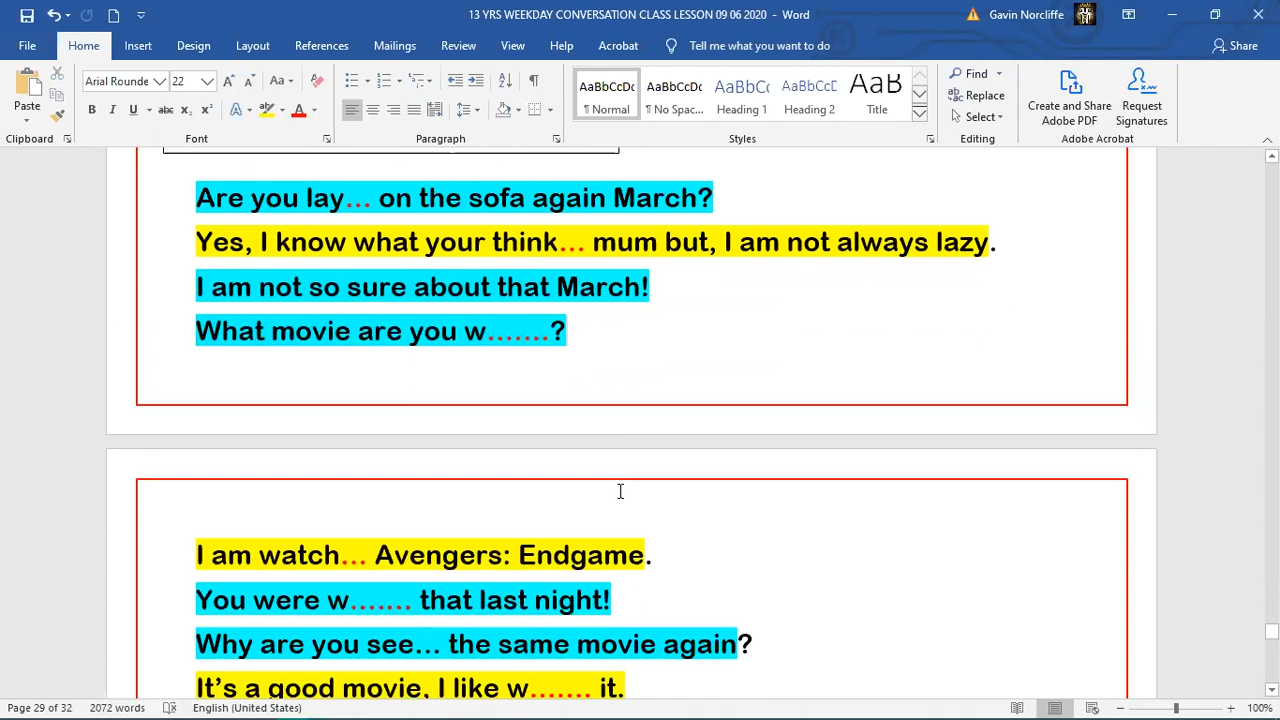 13 YRS WEEKDAY CONVERSATION CLASS LESSON 09 06 2020 - Word
Gavin Norcliffe
File Home Insert Design Layout References Mailings Review View Help Acrobat Tell me what you want to do Share
Paste
Arial Rounde 22
Aa
B I U abc X₂ X²
A A
AaBbCcDc AaBbCcDc AaBbCc AaBbCcD AaB
¶ Normal ¶ No Spac... Heading 1 Heading 2 Title
Find
Replace
Select
Create and Share Adobe PDF
Request Signatures
Clipboard Font Paragraph Styles Editing Adobe Acrobat
Are you lay... on the sofa again March?
Yes, I know what your think... mum but, I am not always lazy.
I am not so sure about that March!
What movie are you w.......?
I am watch... Avengers: Endgame.
You were w....... that last night!
Why are you see... the same movie again?
It's a good movie, I like w....... it.
Page 29 of 32 2072 words English (United States) 100%